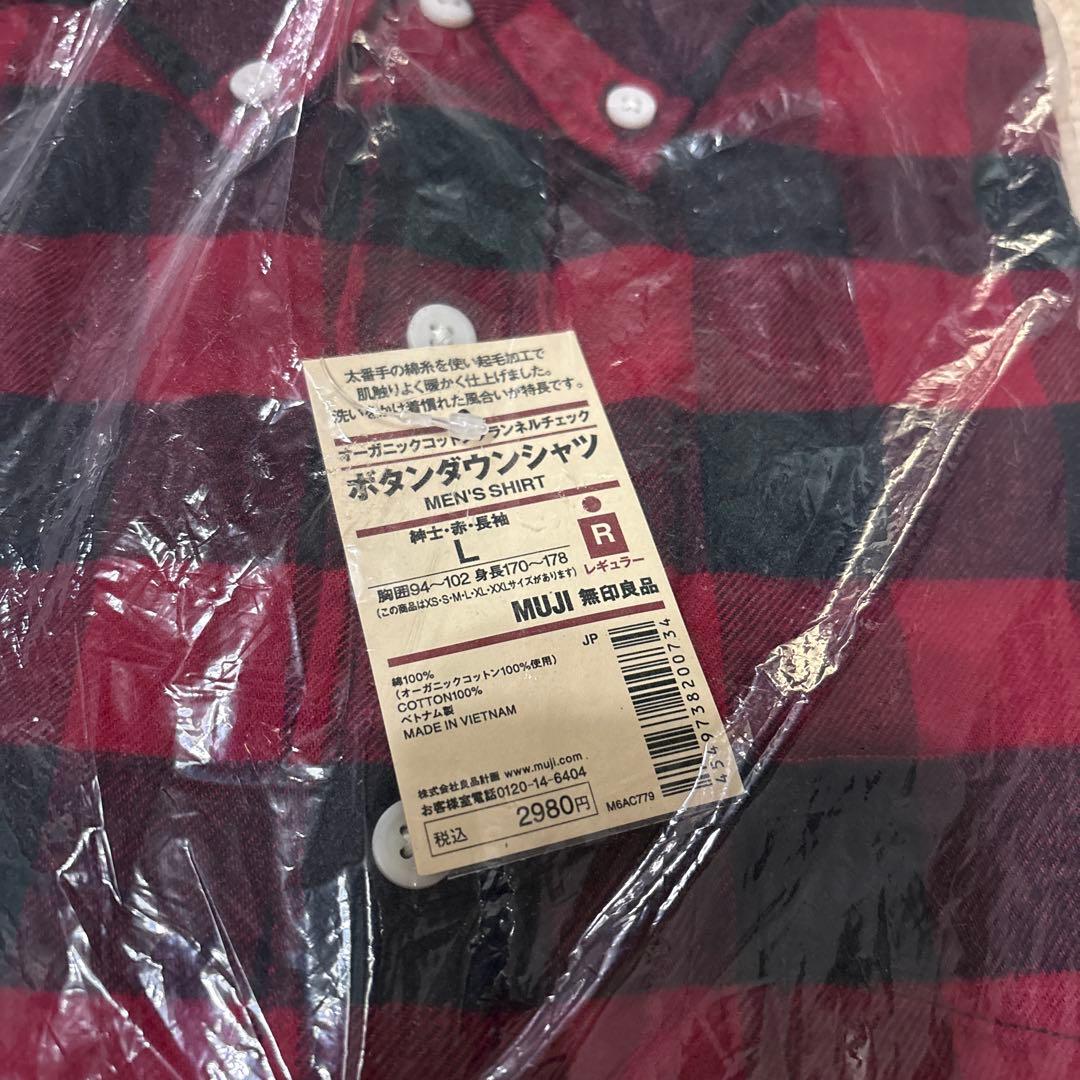 太番手の綿糸を使い起毛加工で
肌触りよく暖かく仕上げました。
洗いをかけ着慣れた風合いが特長です。
オーガニックコットンフランネルチェック
ボタンダウンシャツ
MEN'S SHIRT
紳士・赤・長袖
L
R
レギュラー
胸囲94～102 身長170～178
(この商品はXS・S・M・L・XL・XXLサイズがあります)
MUJI 無印良品
JP
綿100%
(オーガニックコットン100%使用)
COTTON100%
ベトナム製
MADE IN VIETNAM
4549738200734
株式会社良品計画 www.muji.com
お客様室電話0120-14-6404
税込 2980円
M6AC779